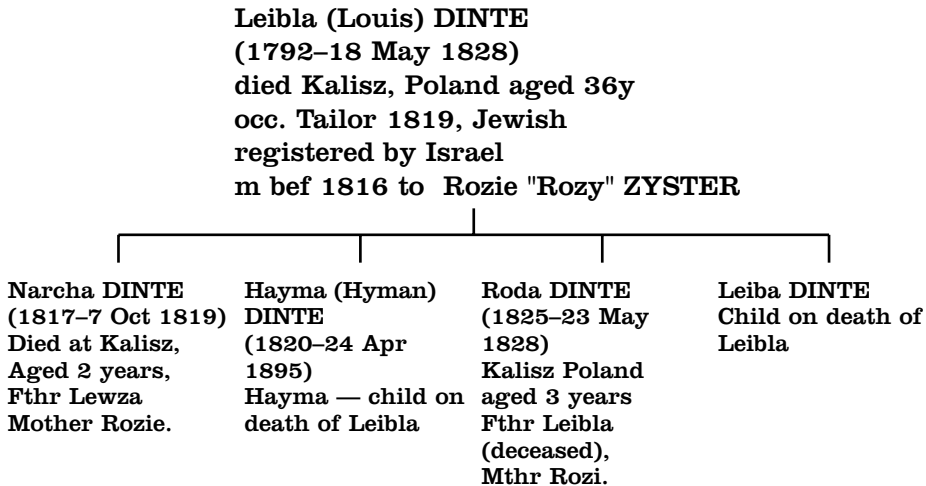 Leibla (Louis) DINTE
(1792–18 May 1828)
died Kalisz, Poland aged 36y
occ. Tailor 1819, Jewish
registered by Israel
m bef 1816 to  Rozie "Rozy" ZYSTER
Narcha DINTE
(1817–7 Oct 1819)
Died at Kalisz,
Aged 2 years,
Fthr Lewza
Mother Rozie.
Hayma (Hyman)
DINTE
(1820–24 Apr
1895)
Hayma — child on
death of Leibla
Roda DINTE
(1825–23 May
1828)
Kalisz Poland
aged 3 years
Fthr Leibla
(deceased),
Mthr Rozi.
Leiba DINTE
Child on death of
Leibla